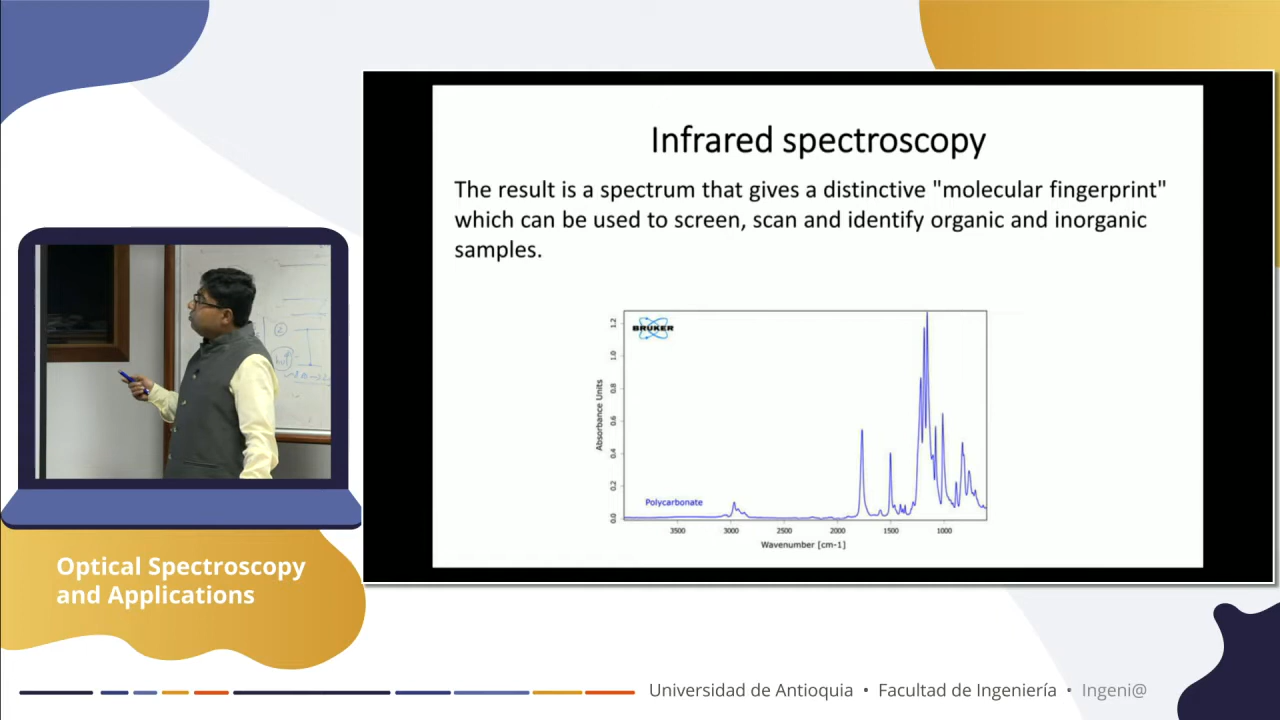 Infrared spectroscopy
The result is a spectrum that gives a distinctive "molecular fingerprint"
which can be used to screen, scan and identify organic and inorganic
samples.
BRUKER
Absorbance Units
1.2
1.0
0.8
0.6
0.4
0.2
0.0
Polycarbonate
3500 3000 2500 2000 1500 1000
Wavenumber [cm-1]
Optical Spectroscopy
and Applications
Universidad de Antioquia • Facultad de Ingeniería • Ingeni@